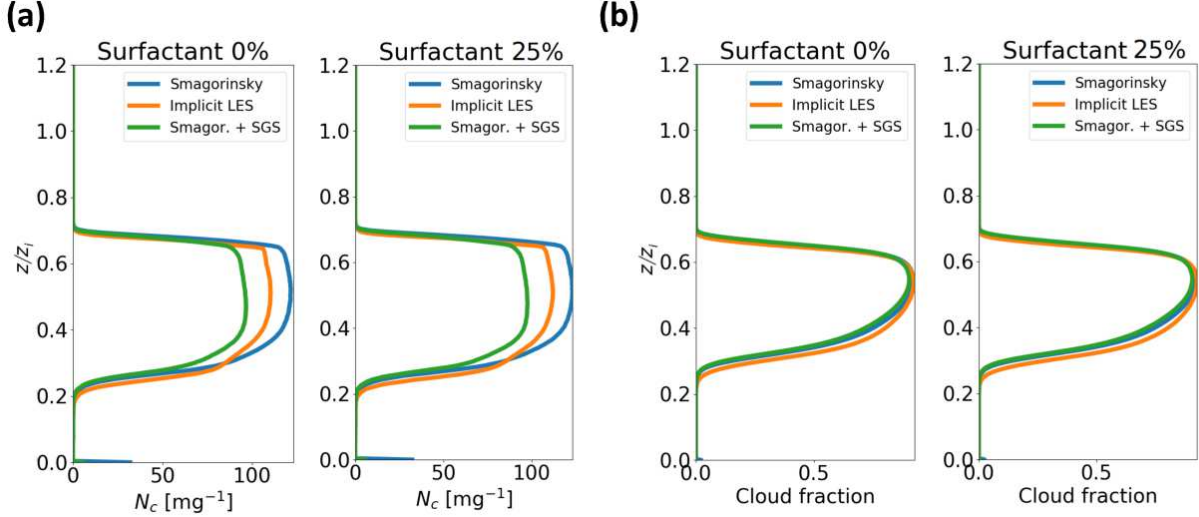 (a)
Surfactant 0%
1.2
1.0
0.8
0.6
0.4
0.2
0.0
z/z_i
Smagorinsky
Implicit LES
Smagor. + SGS
0 50 100
N_c [mg⁻¹]
Surfactant 25%
1.2
1.0
0.8
0.6
0.4
0.2
0.0
Smagorinsky
Implicit LES
Smagor. + SGS
0 50 100
N_c [mg⁻¹]
(b)
Surfactant 0%
1.2
1.0
0.8
0.6
0.4
0.2
0.0
z/z_i
Smagorinsky
Implicit LES
Smagor. + SGS
0.0 0.5
Cloud fraction
Surfactant 25%
1.2
1.0
0.8
0.6
0.4
0.2
0.0
Smagorinsky
Implicit LES
Smagor. + SGS
0.0 0.5
Cloud fraction